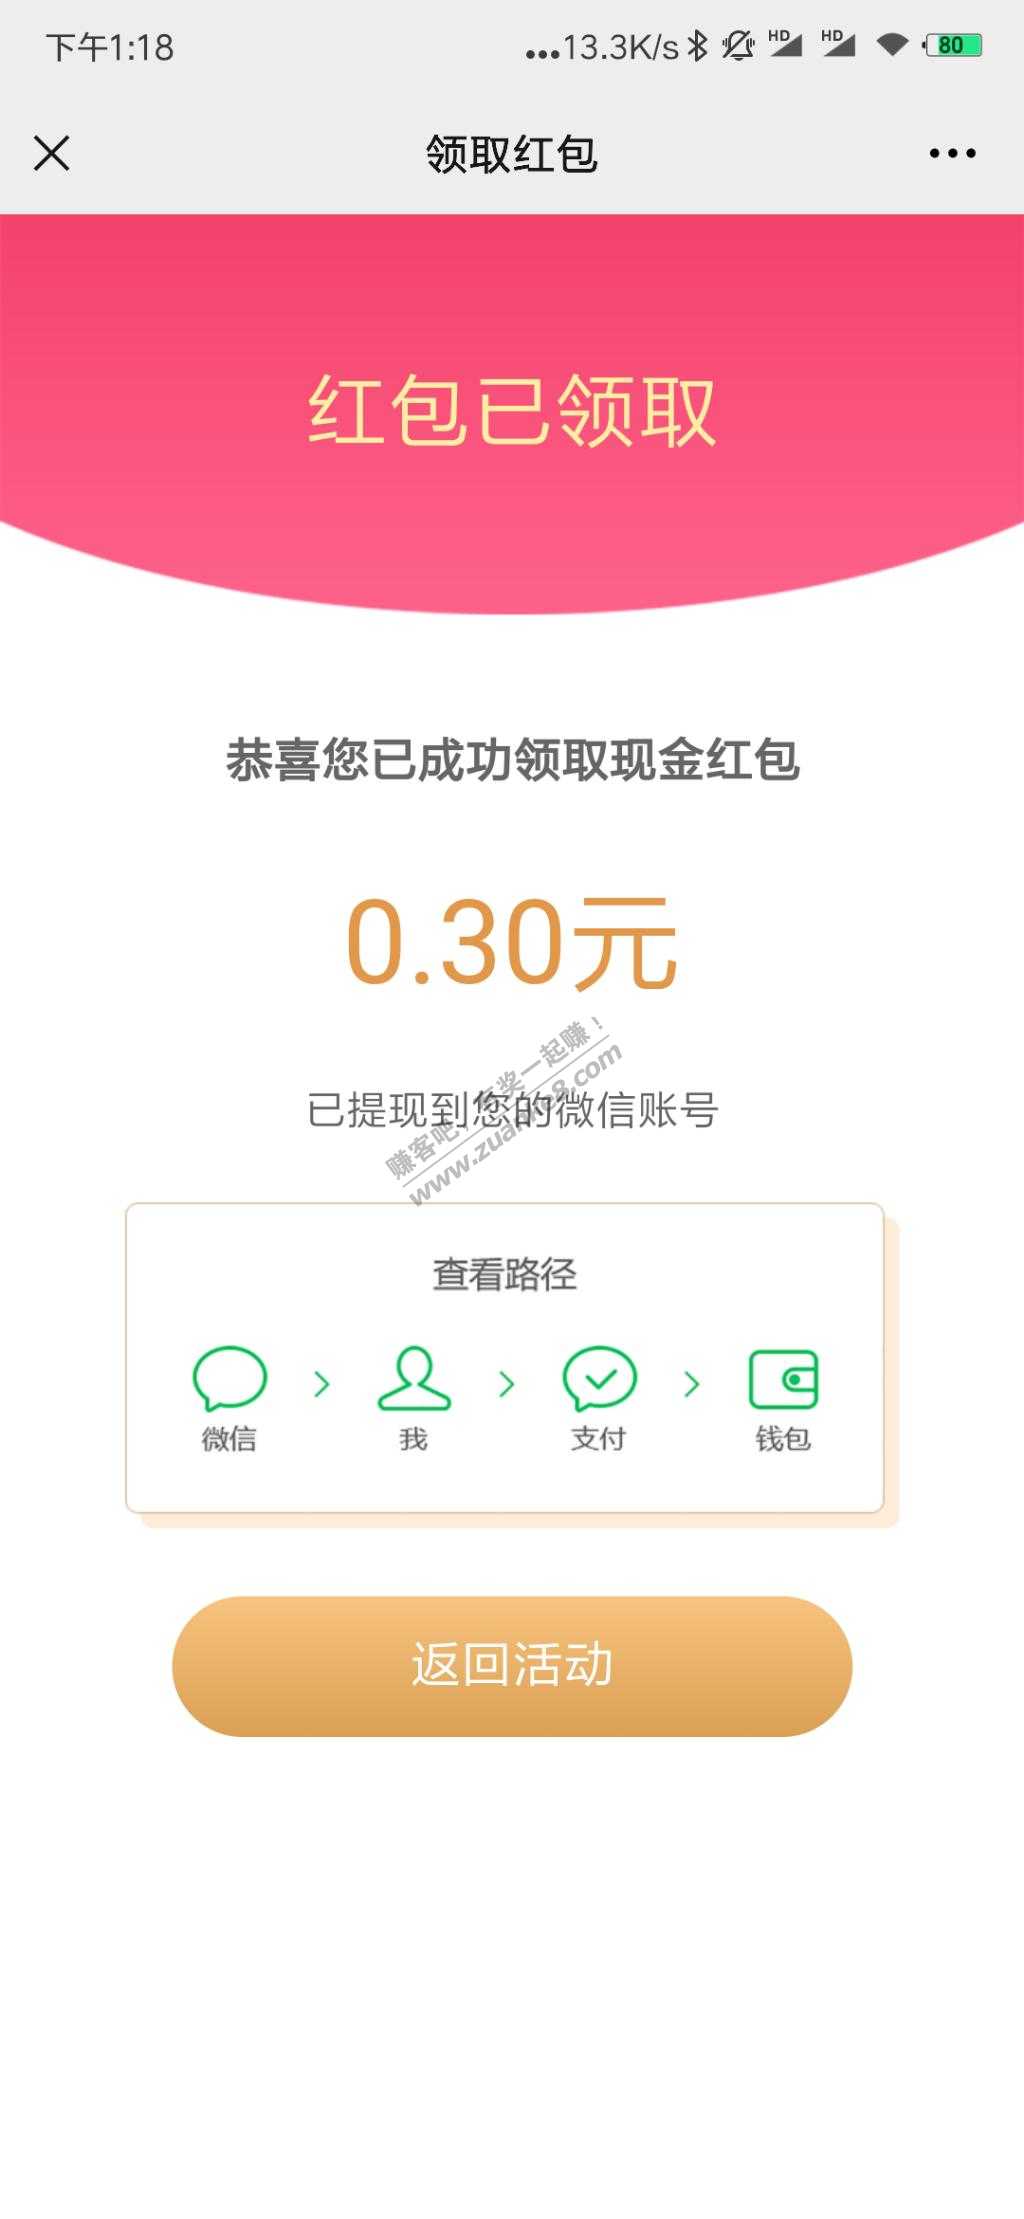 下午1:18
...13.3K/s
HD
HD
80
领取红包
红包已领取
恭喜您已成功领取现金红包
0.30元
赚客吧,有奖一起赚!
www.zuanke8.com
已提现到您的微信账号
查看路径
微信 > 我 > 支付 > 钱包
返回活动